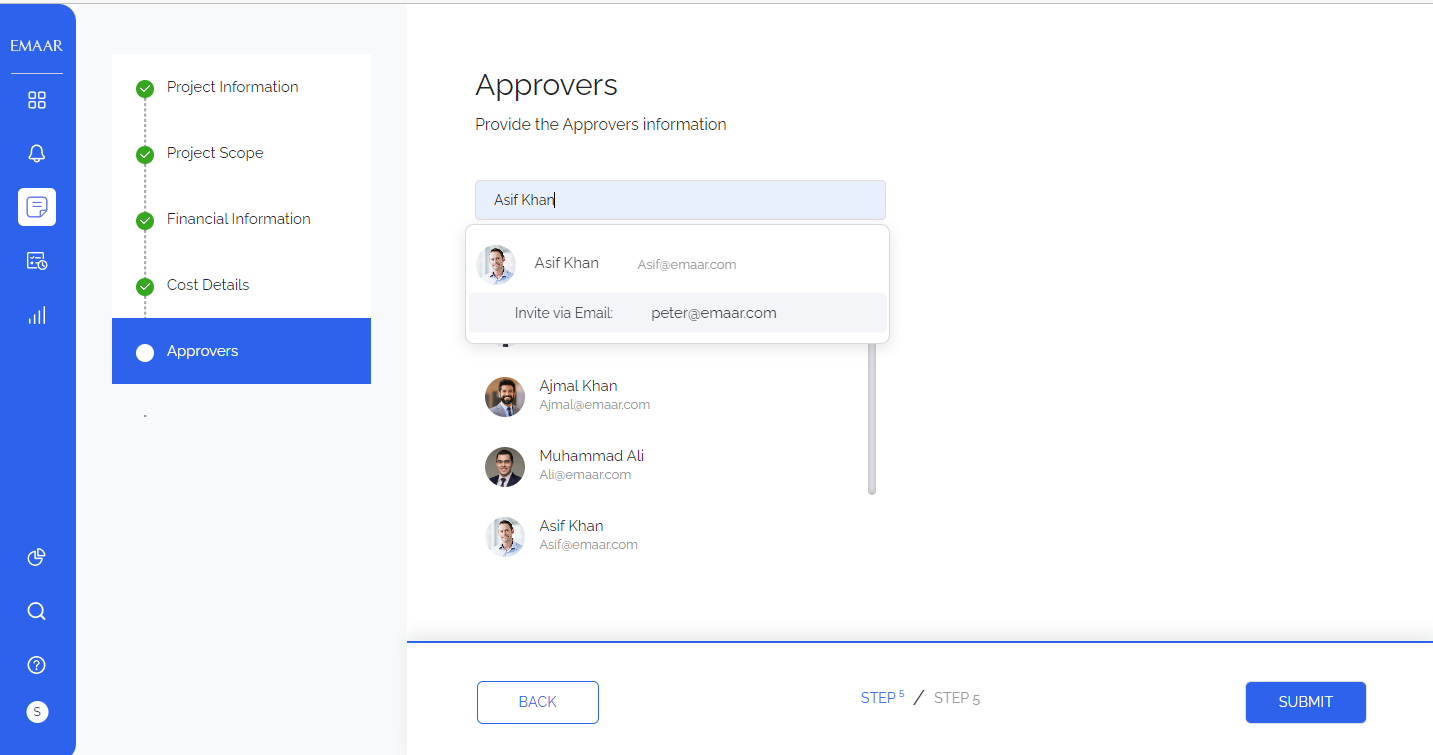 EMAAR
Project Information
Project Scope
Financial Information
Cost Details
Approvers
S
Approvers
Provide the Approvers information
Asif Khan
Asif Khan Asif@emaar.com
Invite via Email: peter@emaar.com
Ajmal Khan
Ajmal@emaar.com
Muhammad Ali
Ali@emaar.com
Asif Khan
Asif@emaar.com
BACK
STEP 5 / STEP 5
SUBMIT